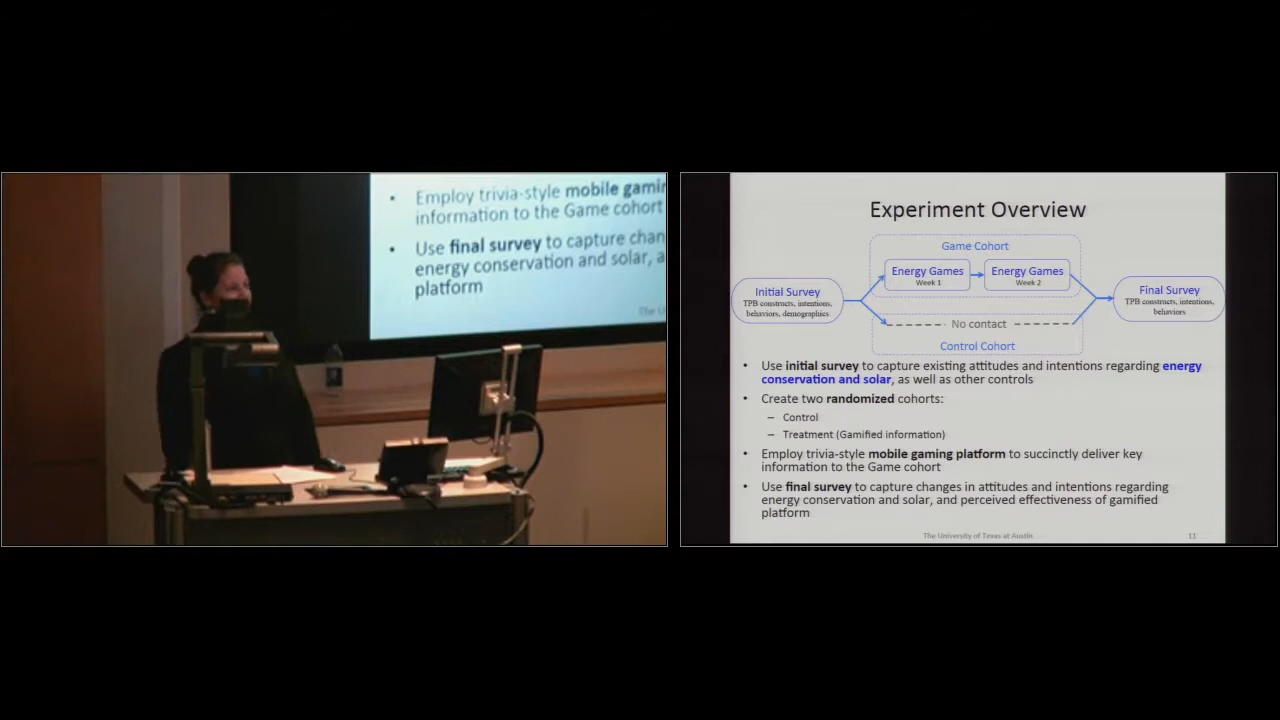 Employ trivia-style mobile gamin
information to the Game cohort
Use final survey to capture chan
energy conservation and solar, a
platform
The U
Experiment Overview
Game Cohort
Energy Games
Week 1
Energy Games
Week 2
Initial Survey
TPB constructs, intentions,
behaviors, demographics
Final Survey
TPB constructs, intentions,
behaviors
No contact
Control Cohort
• Use initial survey to capture existing attitudes and intentions regarding energy
conservation and solar, as well as other controls
• Create two randomized cohorts:
– Control
– Treatment (Gamified information)
• Employ trivia-style mobile gaming platform to succinctly deliver key
information to the Game cohort
• Use final survey to capture changes in attitudes and intentions regarding
energy conservation and solar, and perceived effectiveness of gamified
platform
The University of Texas at Austin
11